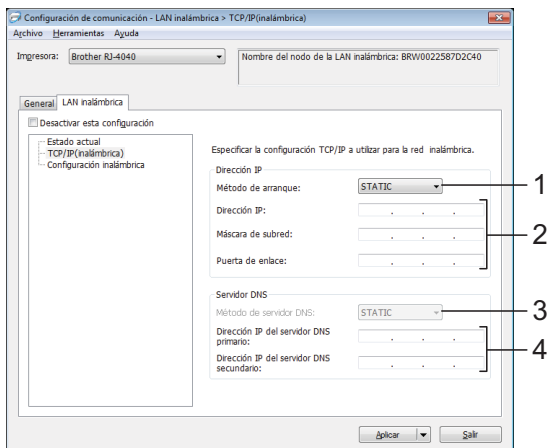 Configuración de comunicación - LAN inalámbrica > TCP/IP(inalámbrica)
Archivo Herramientas Ayuda
Impresora: Brother RJ-4040
Nombre del nodo de la LAN inalámbrica: BRW0022587D2C40
General LAN inalámbrica
Desactivar esta configuración
Estado actual
TCP/IP(inalámbrica)
Configuración inalámbrica
Especificar la configuración TCP/IP a utilizar para la red inalámbrica.
Dirección IP
Método de arranque: STATIC 1
Dirección IP: . . .
Máscara de subred: . . . 2
Puerta de enlace: . . .
Servidor DNS
Método de servidor DNS: STATIC 3
Dirección IP del servidor DNS
primario: . . .
4
Dirección IP del servidor DNS
secundario: . . .
Aplicar Salir